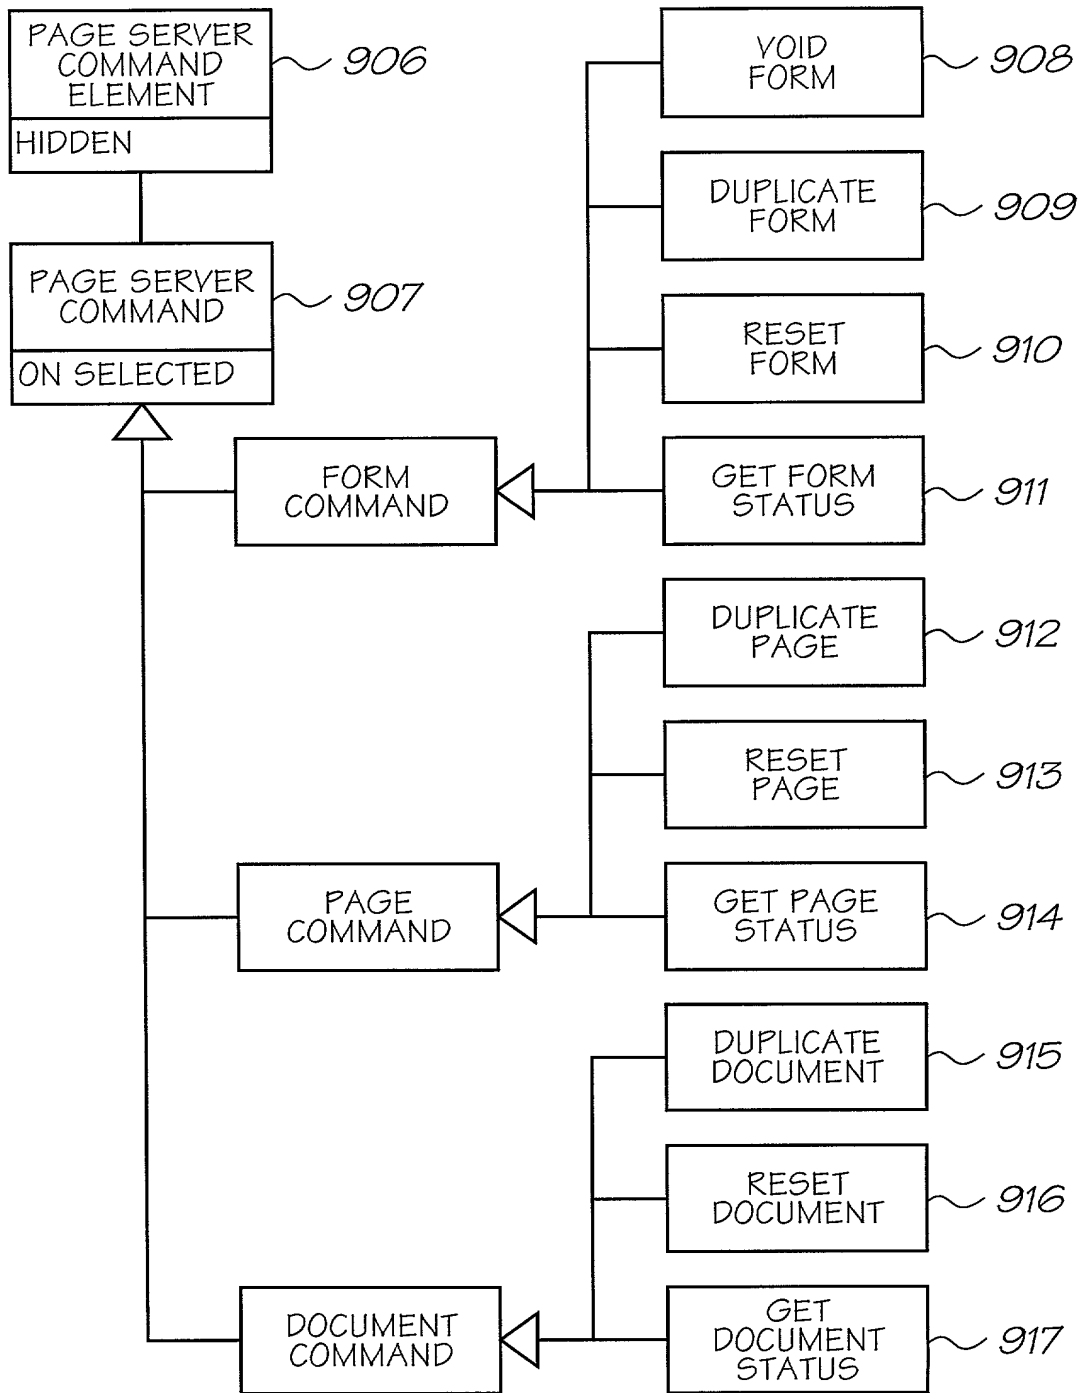 PAGE SERVER
COMMAND
ELEMENT
HIDDEN
906
PAGE SERVER
COMMAND
ON SELECTED
907
FORM
COMMAND
VOID
FORM
908
DUPLICATE
FORM
909
RESET
FORM
910
GET FORM
STATUS
911
PAGE
COMMAND
DUPLICATE
PAGE
912
RESET
PAGE
913
GET PAGE
STATUS
914
DOCUMENT
COMMAND
DUPLICATE
DOCUMENT
915
RESET
DOCUMENT
916
GET
DOCUMENT
STATUS
917